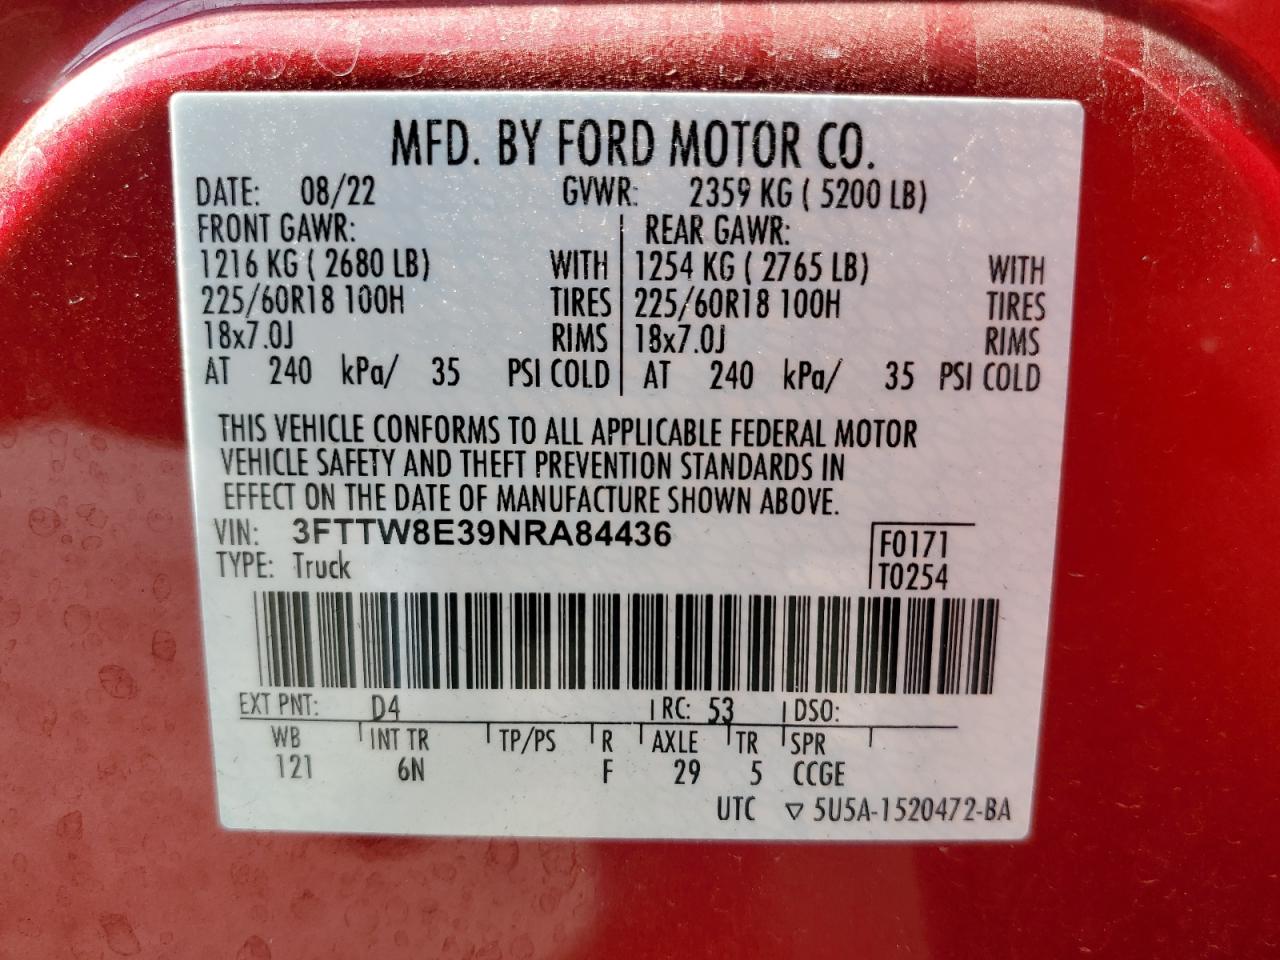 MFD. BY FORD MOTOR CO.
DATE: 08/22 GVWR: 2359 KG ( 5200 LB)
FRONT GAWR: REAR GAWR:
1216 KG ( 2680 LB) WITH 1254 KG ( 2765 LB) WITH
225/60R18 100H TIRES 225/60R18 100H TIRES
18x7.0J RIMS 18x7.0J RIMS
AT 240 kPa/ 35 PSI COLD AT 240 kPa/ 35 PSI COLD
THIS VEHICLE CONFORMS TO ALL APPLICABLE FEDERAL MOTOR
VEHICLE SAFETY AND THEFT PREVENTION STANDARDS IN
EFFECT ON THE DATE OF MANUFACTURE SHOWN ABOVE.
VIN: 3FTTW8E39NRA84436 F0171
TYPE: Truck T0254
EXT PNT: D4 RC: 53 DSO:
WB INT TR TP/PS R AXLE TR SPR
121 6N F 29 5 CCGE
UTC ▽ 5U5A-1520472-BA